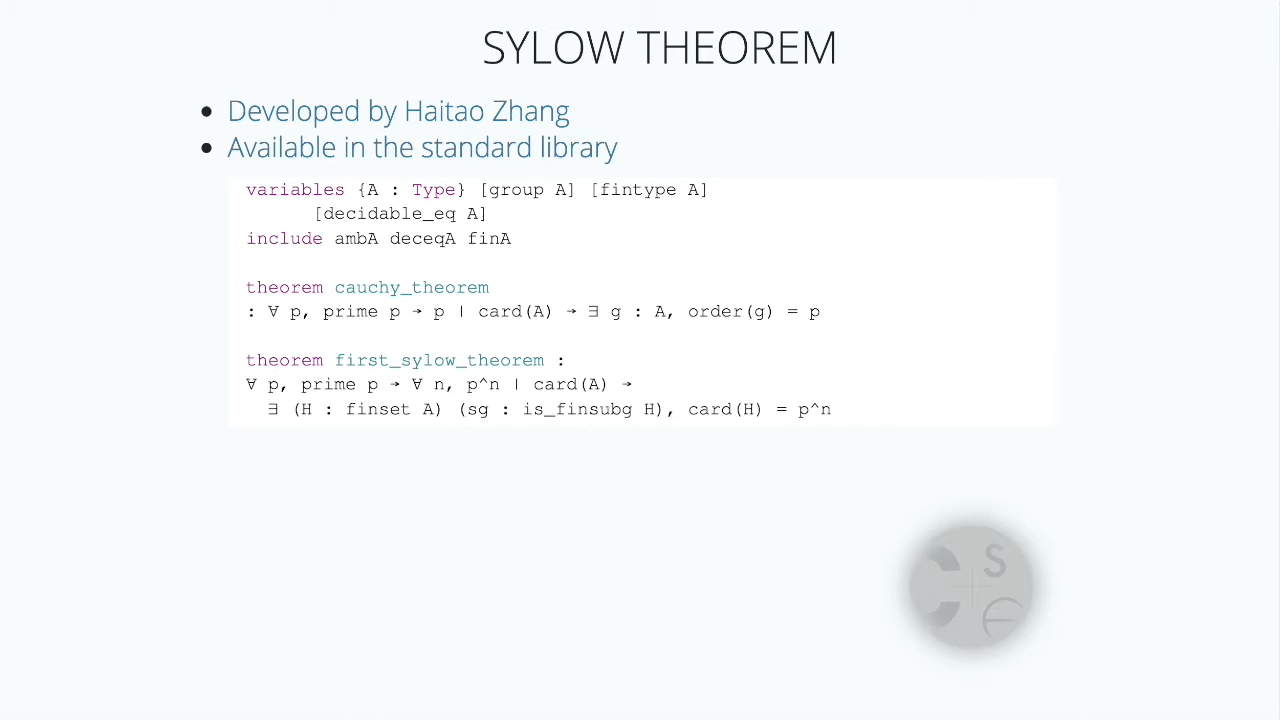 SYLOW THEOREM
• Developed by Haitao Zhang
• Available in the standard library
variables {A : Type} [group A] [fintype A]
[decidable_eq A]
include ambA deceqA finA
theorem cauchy_theorem
: ∀ p, prime p → p | card(A) → ∃ g : A, order(g) = p
theorem first_sylow_theorem :
∀ p, prime p → ∀ n, p^n | card(A) →
∃ (H : finset A) (sg : is_finsubg H), card(H) = p^n
C S
C E